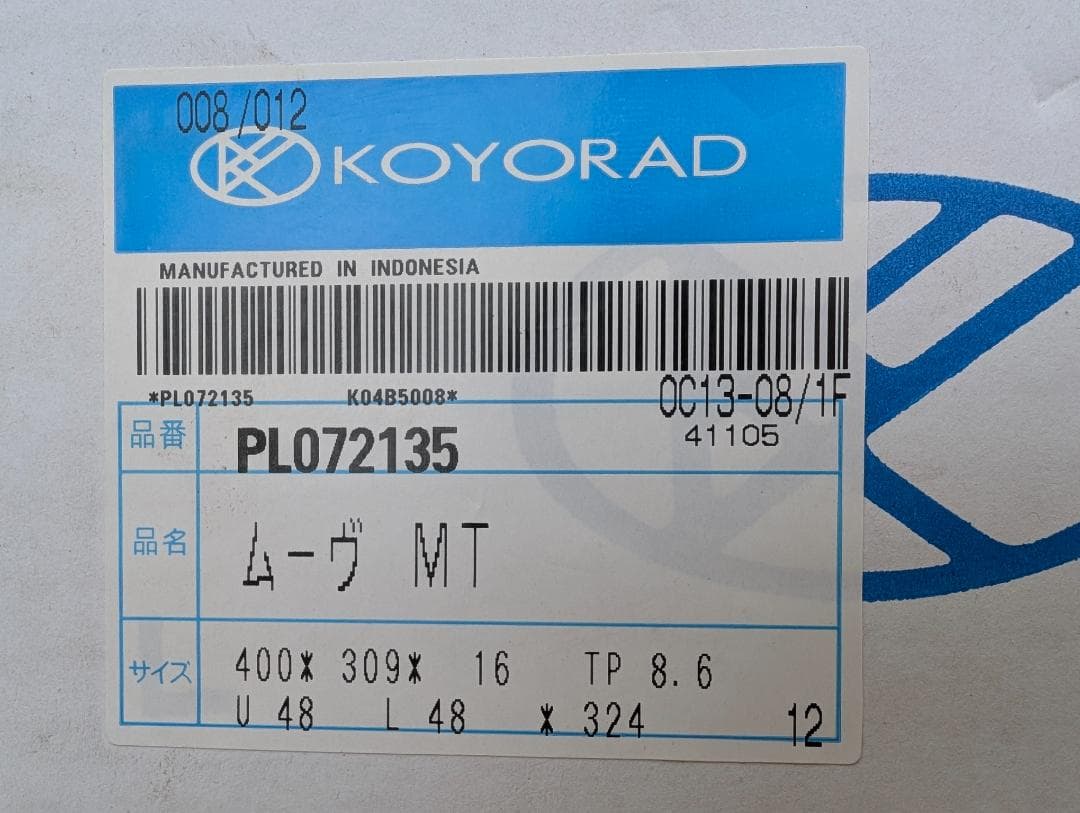 008/012
KOYORAD
MANUFACTURED IN INDONESIA
*PL072135 K04B5008*
0C13-08/1F
41105
品番 PL072135
品名 ムーヴ MT
サイズ 400* 309* 16 TP 8.6
U 48 L 48 * 324 12